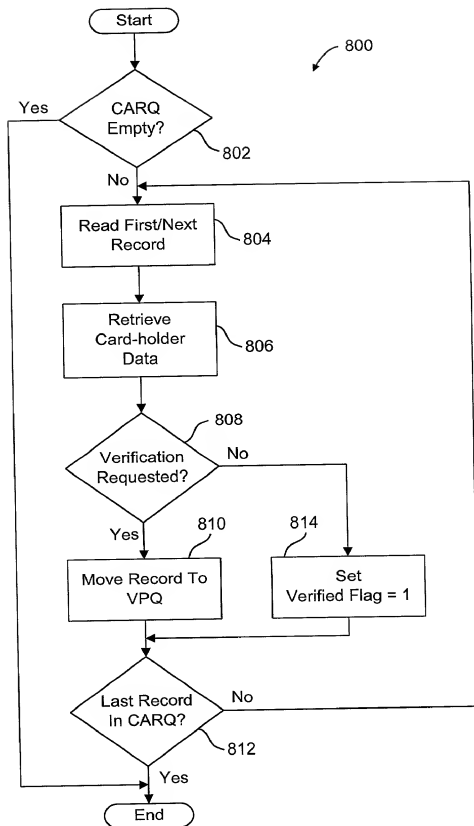 Start
800
Yes
CARQ
Empty?
802
No
Read First/Next
Record
804
Retrieve
Card-holder
Data
806
808
Verification
Requested?
No
Yes
810
814
Move Record To
VPQ
Set
Verified Flag = 1
Last Record
In CARQ?
No
812
Yes
End